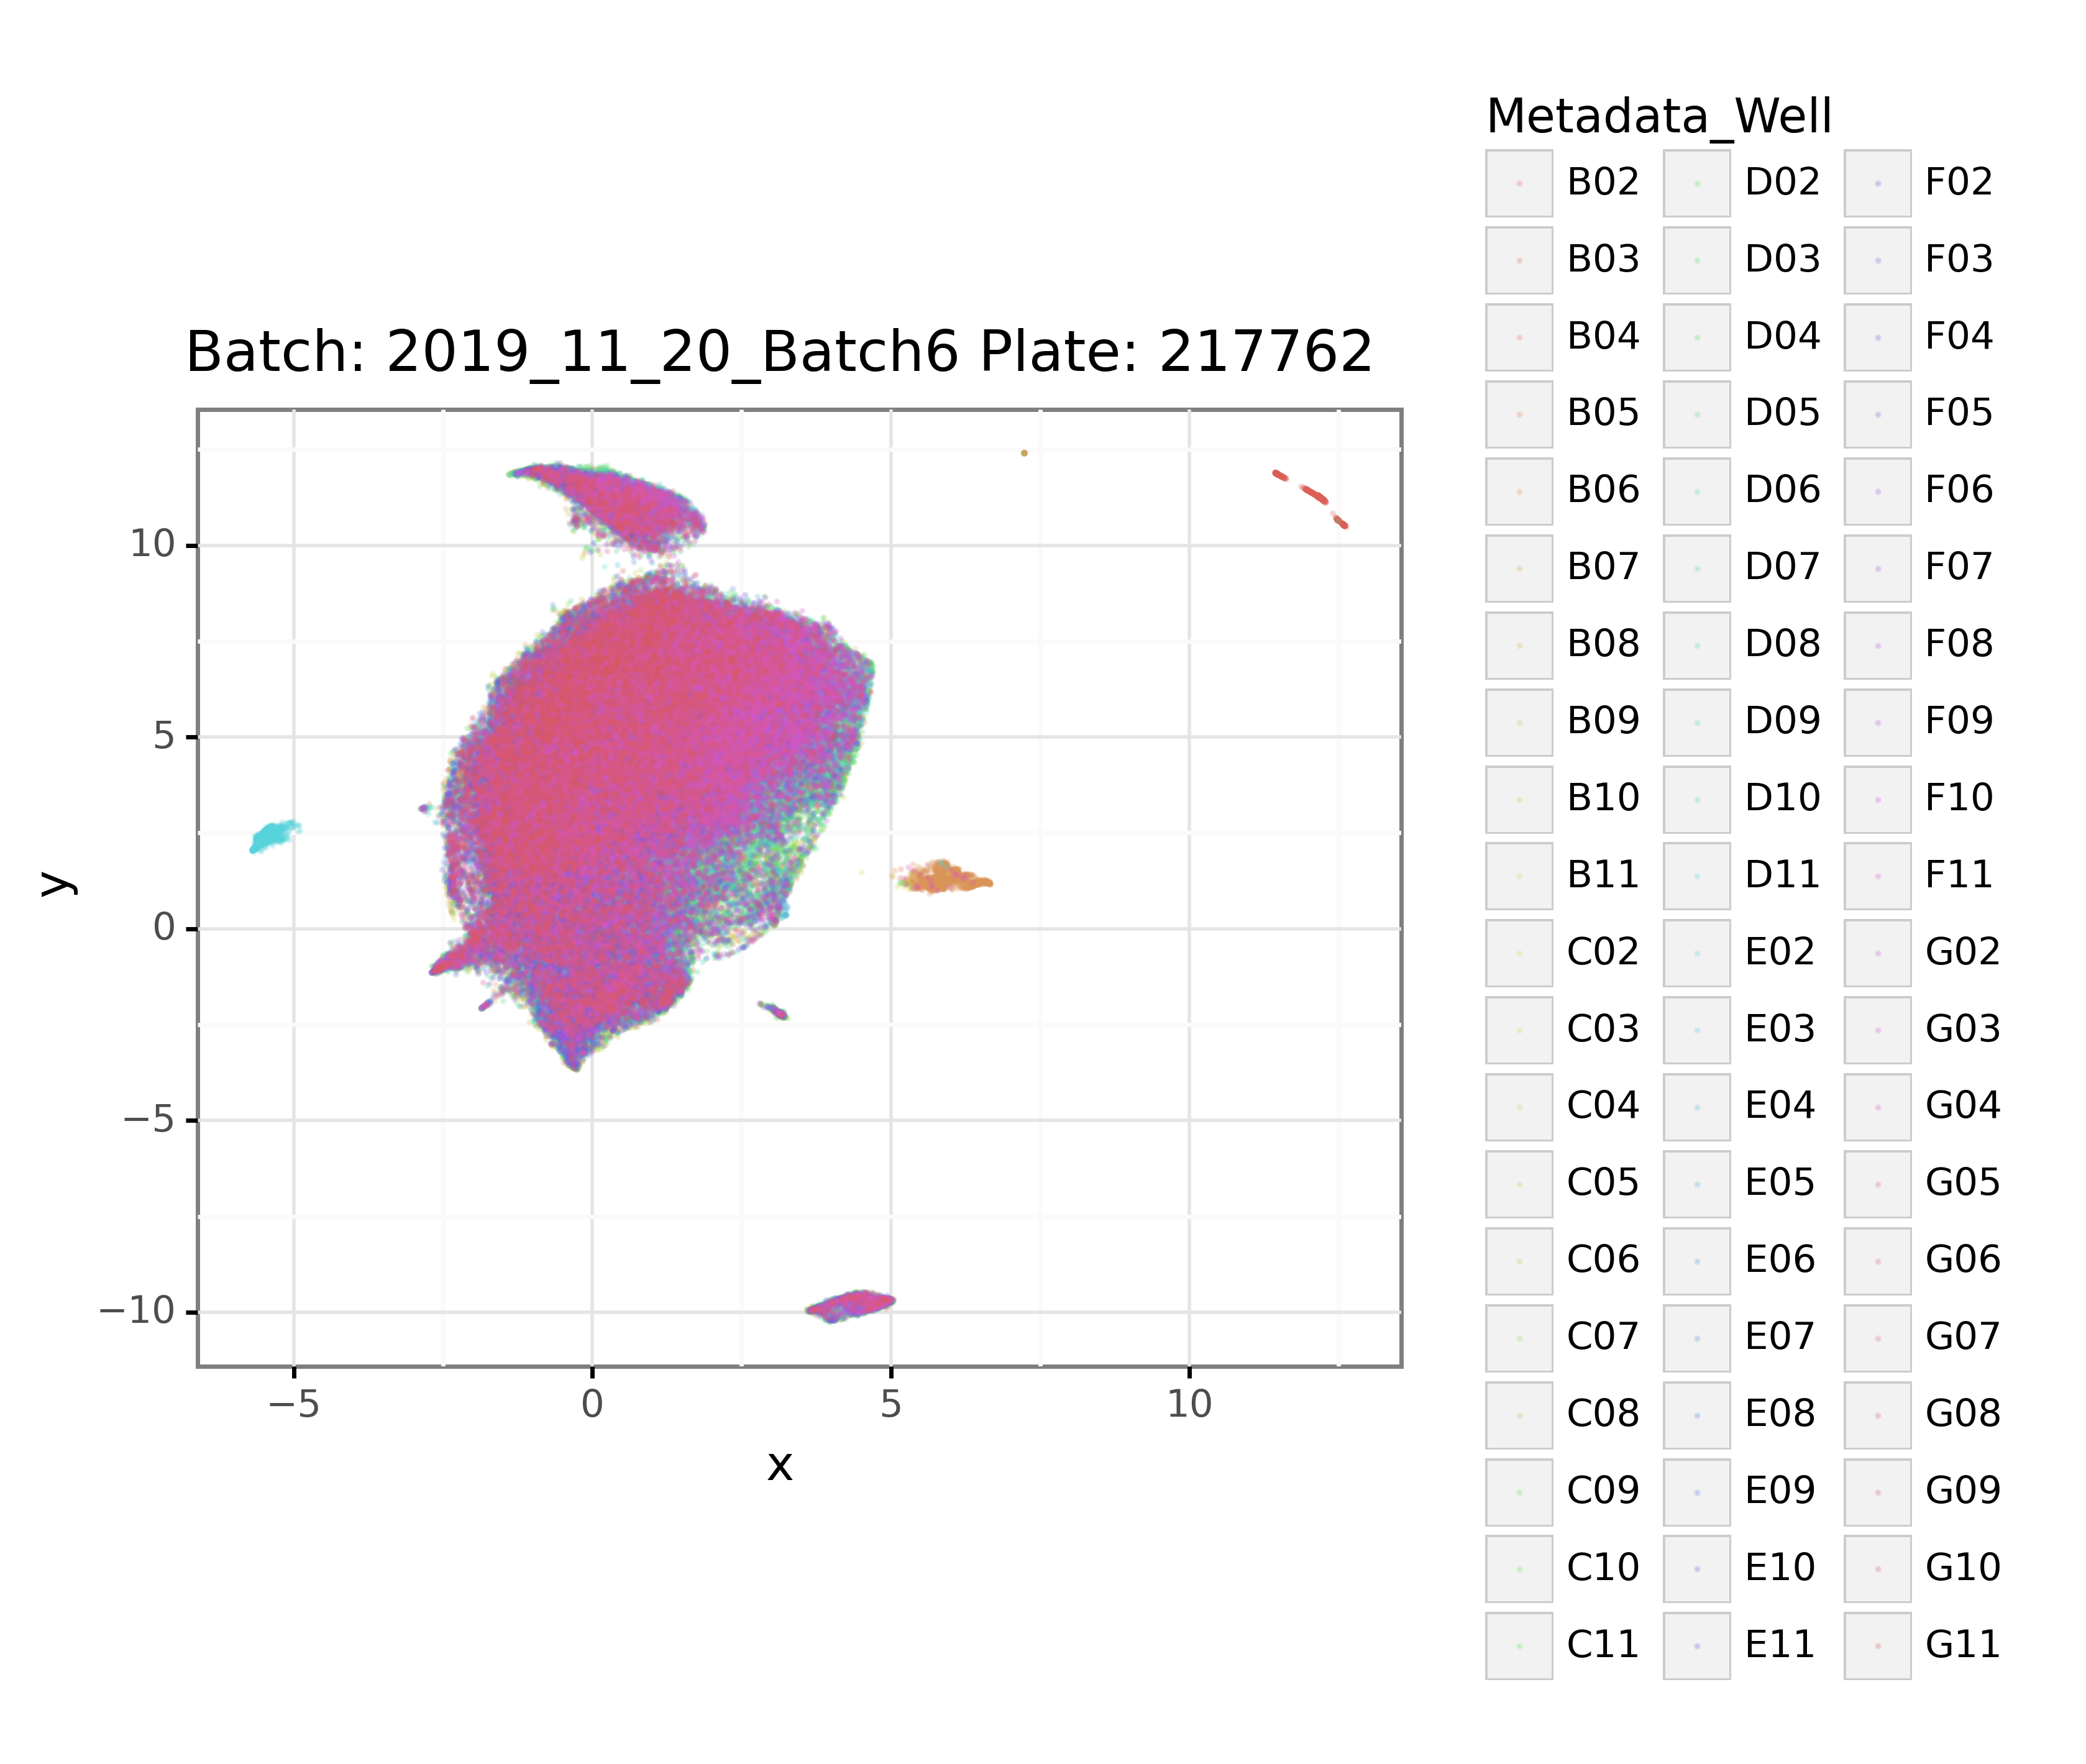 Batch: 2019_11_20_Batch6 Plate: 217762
10
5
0
−5
−10
y
−5 0 5 10
x
Metadata_Well
B02 D02 F02
B03 D03 F03
B04 D04 F04
B05 D05 F05
B06 D06 F06
B07 D07 F07
B08 D08 F08
B09 D09 F09
B10 D10 F10
B11 D11 F11
C02 E02 G02
C03 E03 G03
C04 E04 G04
C05 E05 G05
C06 E06 G06
C07 E07 G07
C08 E08 G08
C09 E09 G09
C10 E10 G10
C11 E11 G11